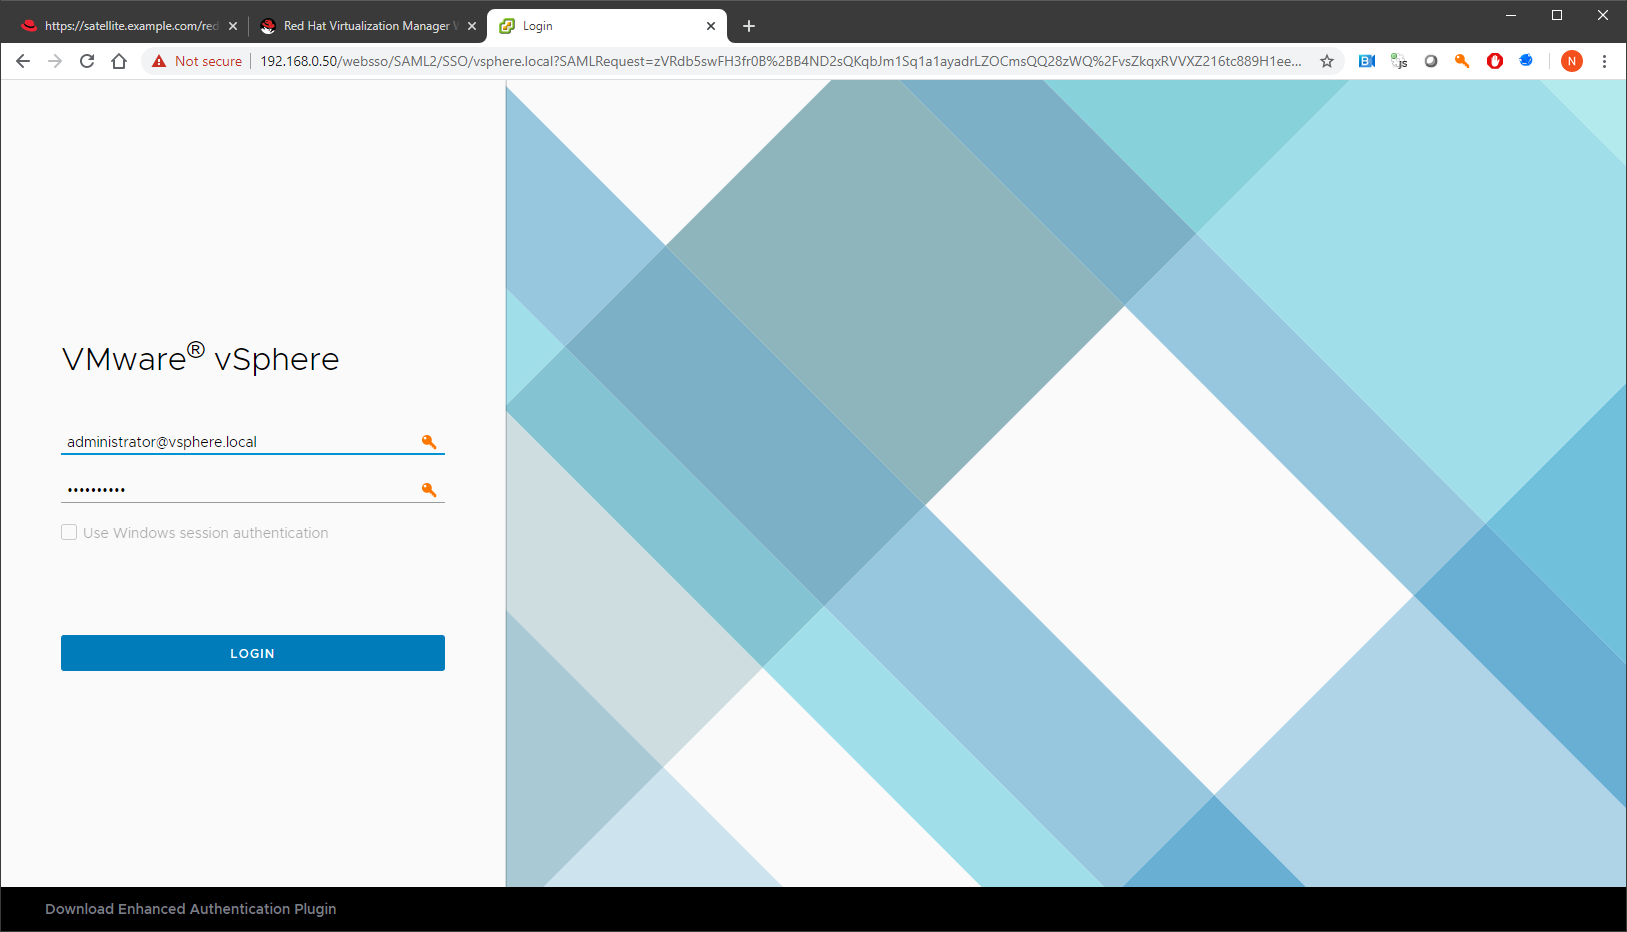 https://satellite.example.com/red
Red Hat Virtualization Manager
Login
Not secure
192.168.0.50/websso/SAML2/SSO/vsphere.local?SAMLRequest=zVRdb5swFH3fr0B%2BB4ND2sQKqbJm1Sq1a1ayadrLZOCmsQQ28zWQ%2FvsZkqxRVVXZ216tc889H1ee...
N
VMware® vSphere
administrator@vsphere.local
••••••••••
Use Windows session authentication
LOGIN
Download Enhanced Authentication Plugin